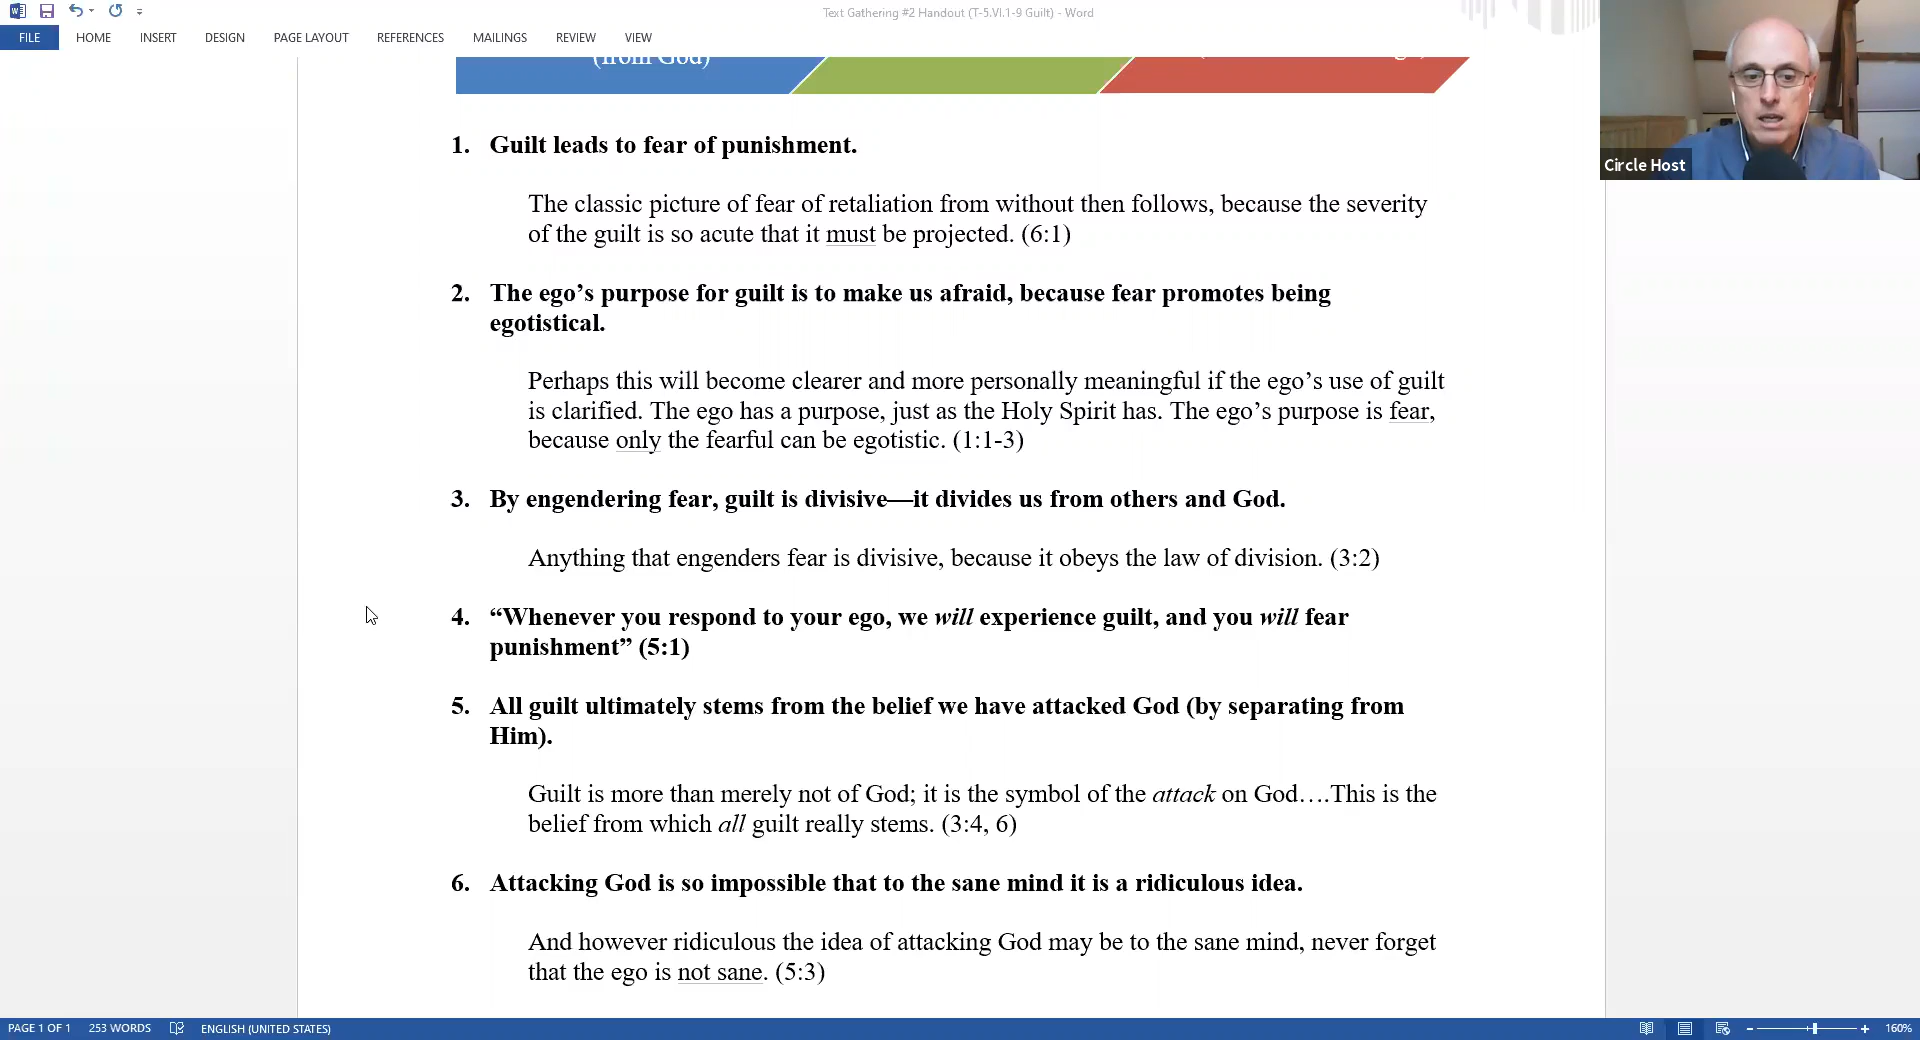 Text Gathering #2 Handout (T-5.VI.1-9 Guilt) - Word
FILE HOME INSERT DESIGN PAGE LAYOUT REFERENCES MAILINGS REVIEW VIEW
(from God)
Circle Host
1. Guilt leads to fear of punishment.
The classic picture of fear of retaliation from without then follows, because the severity
of the guilt is so acute that it must be projected. (6:1)
2. The ego’s purpose for guilt is to make us afraid, because fear promotes being
egotistical.
Perhaps this will become clearer and more personally meaningful if the ego’s use of guilt
is clarified. The ego has a purpose, just as the Holy Spirit has. The ego’s purpose is fear,
because only the fearful can be egotistic. (1:1-3)
3. By engendering fear, guilt is divisive—it divides us from others and God.
Anything that engenders fear is divisive, because it obeys the law of division. (3:2)
4. “Whenever you respond to your ego, we will experience guilt, and you will fear
punishment” (5:1)
5. All guilt ultimately stems from the belief we have attacked God (by separating from
Him).
Guilt is more than merely not of God; it is the symbol of the attack on God….This is the
belief from which all guilt really stems. (3:4, 6)
6. Attacking God is so impossible that to the sane mind it is a ridiculous idea.
And however ridiculous the idea of attacking God may be to the sane mind, never forget
that the ego is not sane. (5:3)
PAGE 1 OF 1 253 WORDS ENGLISH (UNITED STATES) 160%